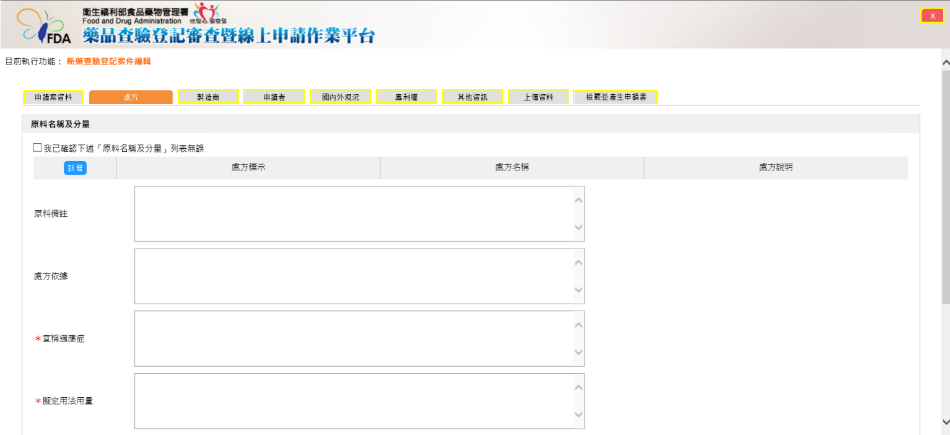 衛生福利部食品藥物管理署
Food and Drug Administration
FDA
藥品查驗登記審查暨線上申請作業平台
X
目前執行功能： 新藥查驗登記案件編輯
申請案資料 處方 製造商 申請者 國內外現況 專利權 其他資訊 上傳資料 檢覈並產生申請書
原料名稱及分量
我已確認下述「原料名稱及分量」列表無誤
新增 處方標示 處方名稱 處方說明
原料備註
處方依據
*宣稱適應症
*擬定用法用量